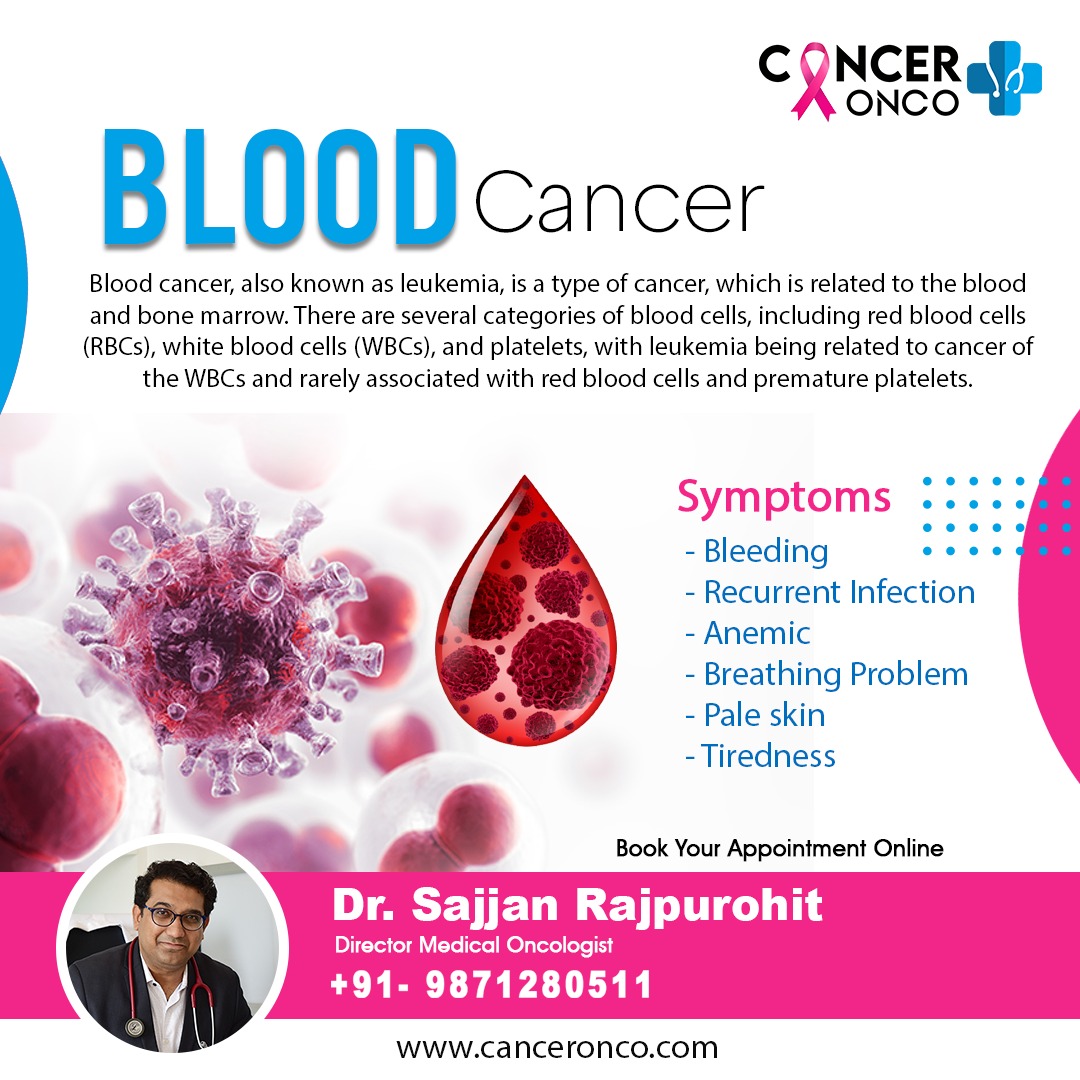 CANCER
ONCO
BLOOD Cancer
Blood cancer, also known as leukemia, is a type of cancer, which is related to the blood
and bone marrow. There are several categories of blood cells, including red blood cells
(RBCs), white blood cells (WBCs), and platelets, with leukemia being related to cancer of
the WBCs and rarely associated with red blood cells and premature platelets.
Symptoms
- Bleeding
- Recurrent Infection
- Anemic
- Breathing Problem
- Pale skin
- Tiredness
Book Your Appointment Online
Dr. Sajjan Rajpurohit
Director Medical Oncologist
+91- 9871280511
www.canceronco.com